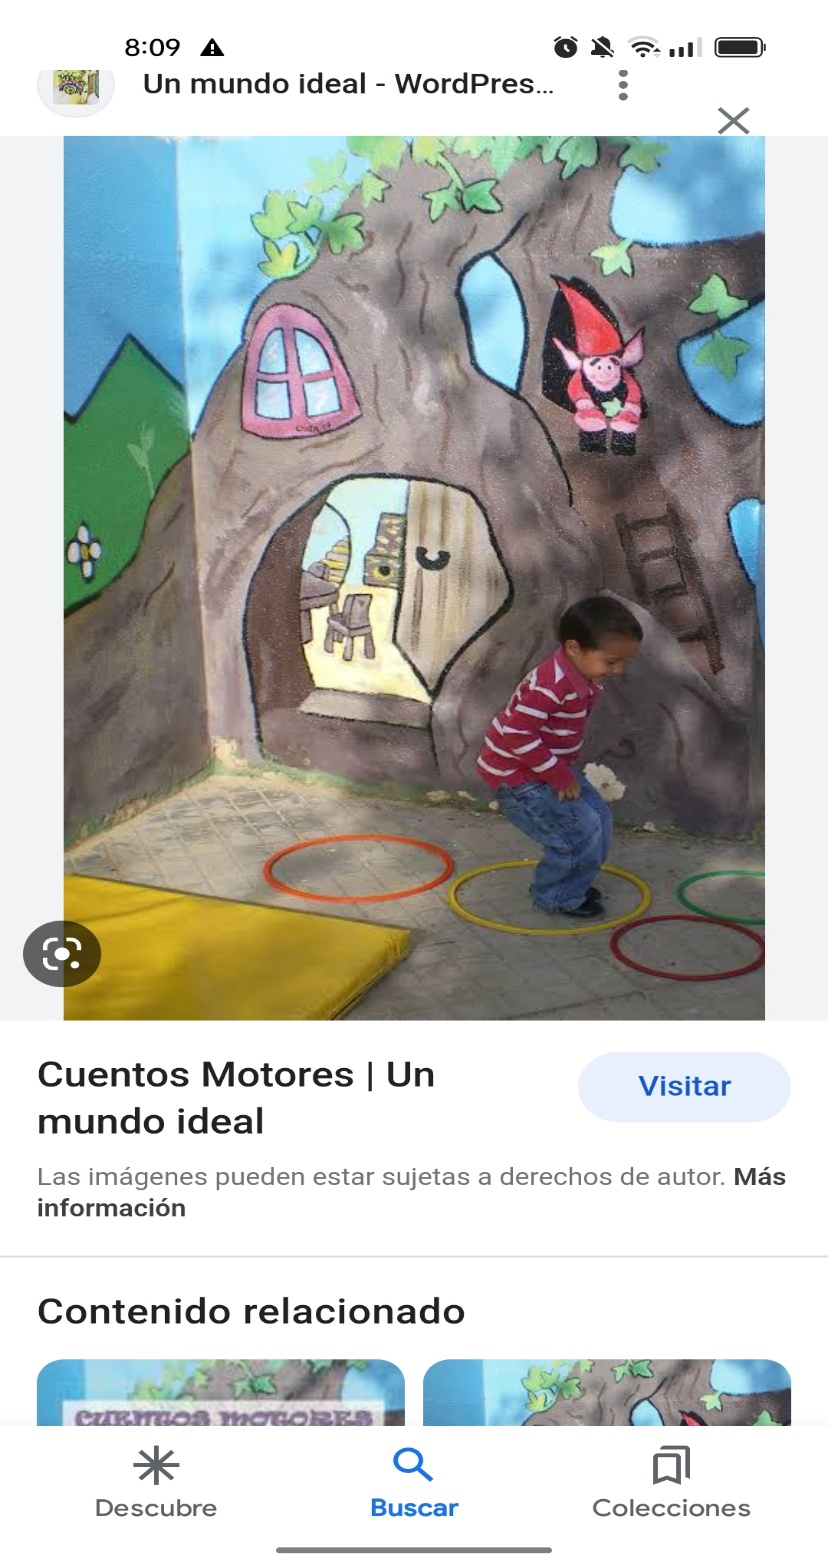 8:09
Un mundo ideal - WordPres...
Cuentos Motores | Un
mundo ideal
Visitar
Las imágenes pueden estar sujetas a derechos de autor. Más
información
Contenido relacionado
CUENTOS MOTORES
Descubre
Buscar
Colecciones